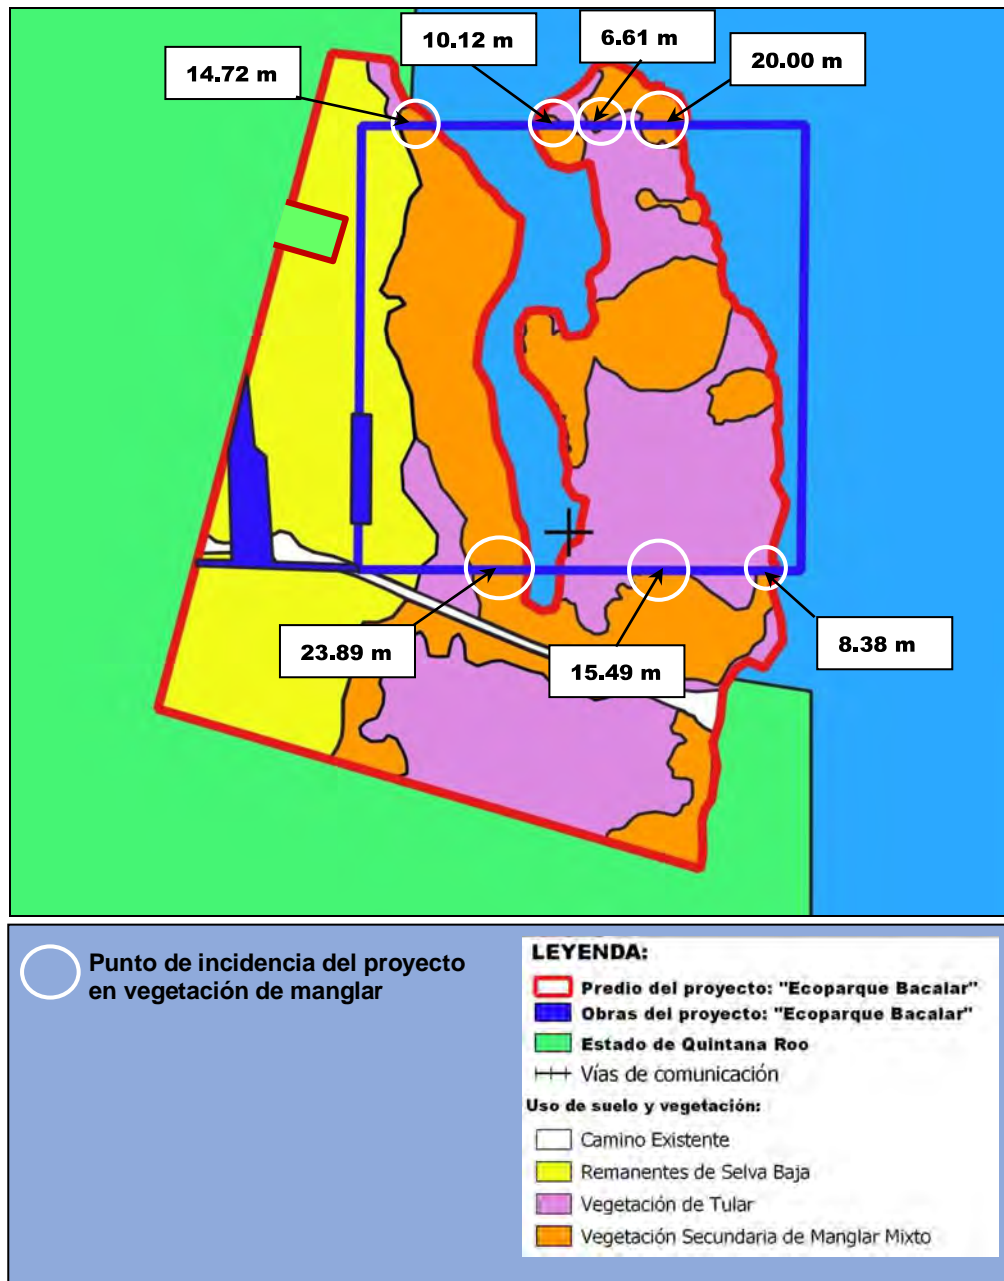 10.12 m
6.61 m
20.00 m
14.72 m
23.89 m
15.49 m
8.38 m
Punto de incidencia del proyecto
en vegetación de manglar
LEYENDA:
Predio del proyecto: "Ecoparque Bacalar"
Obras del proyecto: "Ecoparque Bacalar"
Estado de Quintana Roo
Vías de comunicación
Uso de suelo y vegetación:
Camino Existente
Remanentes de Selva Baja
Vegetación de Tular
Vegetación Secundaria de Manglar Mixto